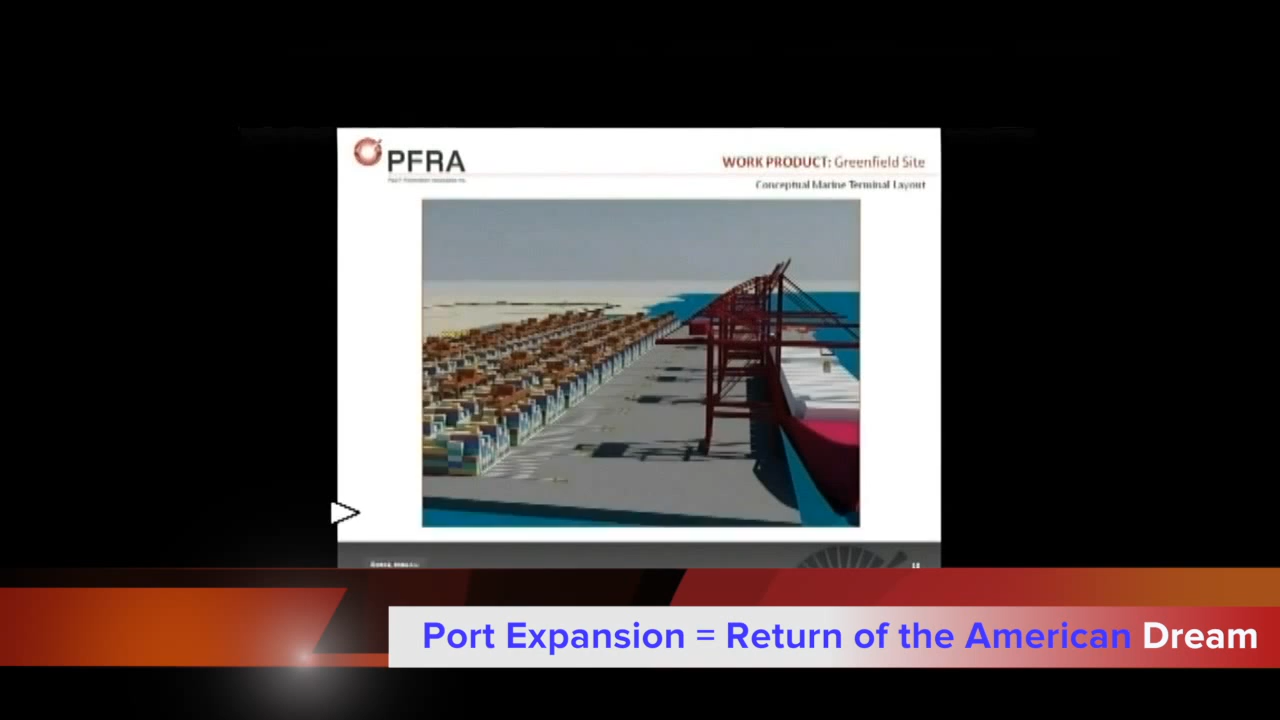 PFRA
WORK PRODUCT: Greenfield Site
Conceptual Marine Terminal Layout
Port Expansion = Return of the American Dream